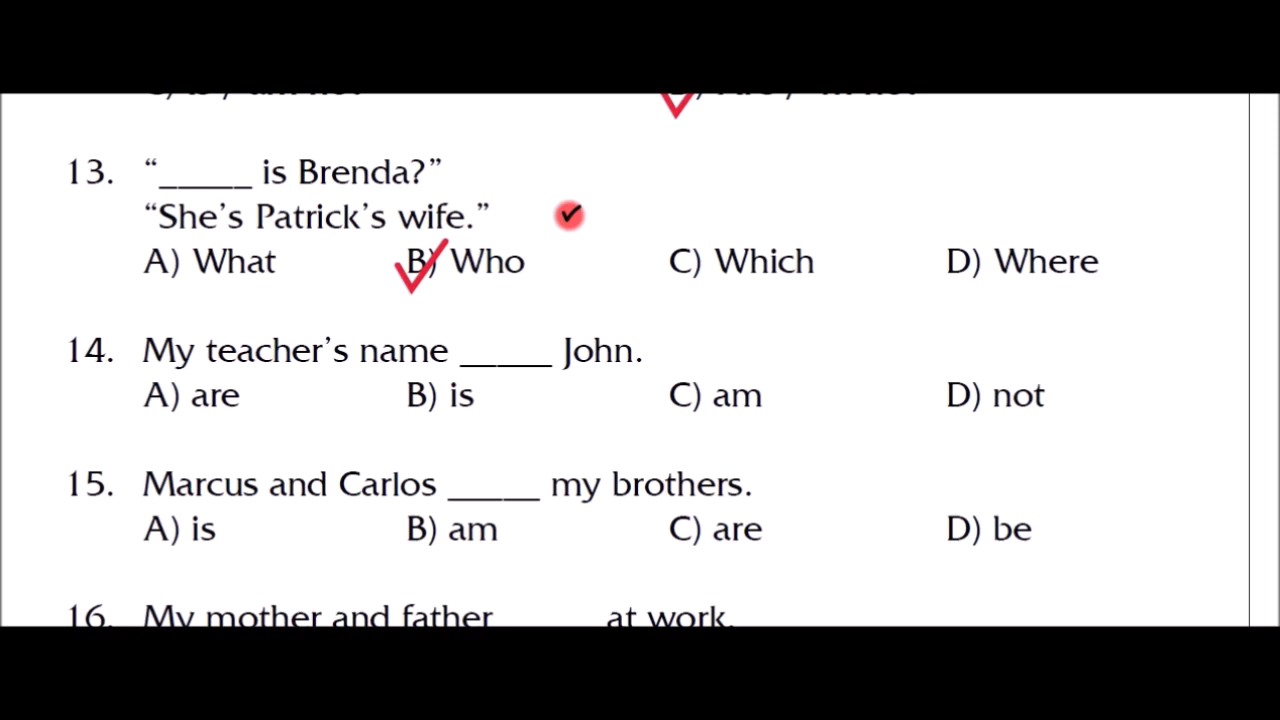 13. “_____ is Brenda?”
“She’s Patrick’s wife.”
A) What B) Who C) Which D) Where
14. My teacher’s name _____ John.
A) are B) is C) am D) not
15. Marcus and Carlos _____ my brothers.
A) is B) am C) are D) be
16. My mother and father _____ at work.